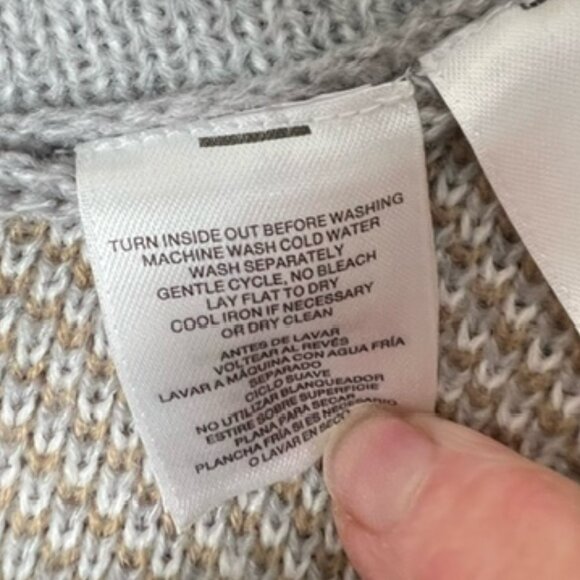 TURN INSIDE OUT BEFORE WASHING
MACHINE WASH COLD WATER
WASH SEPARATELY
GENTLE CYCLE, NO BLEACH
LAY FLAT TO DRY
COOL IRON IF NECESSARY
OR DRY CLEAN
ANTES DE LAVAR
VOLTEAR AL REVÉS
LAVAR A MÁQUINA CON AGUA FRÍA
SEPARADO
CICLO SUAVE
NO UTILIZAR BLANQUEADOR
ESTIRE SOBRE SUPERFICIE
PLANA PARA SECAR
PLANCHA FRÍA SI ES NECESARIO
O LAVAR EN